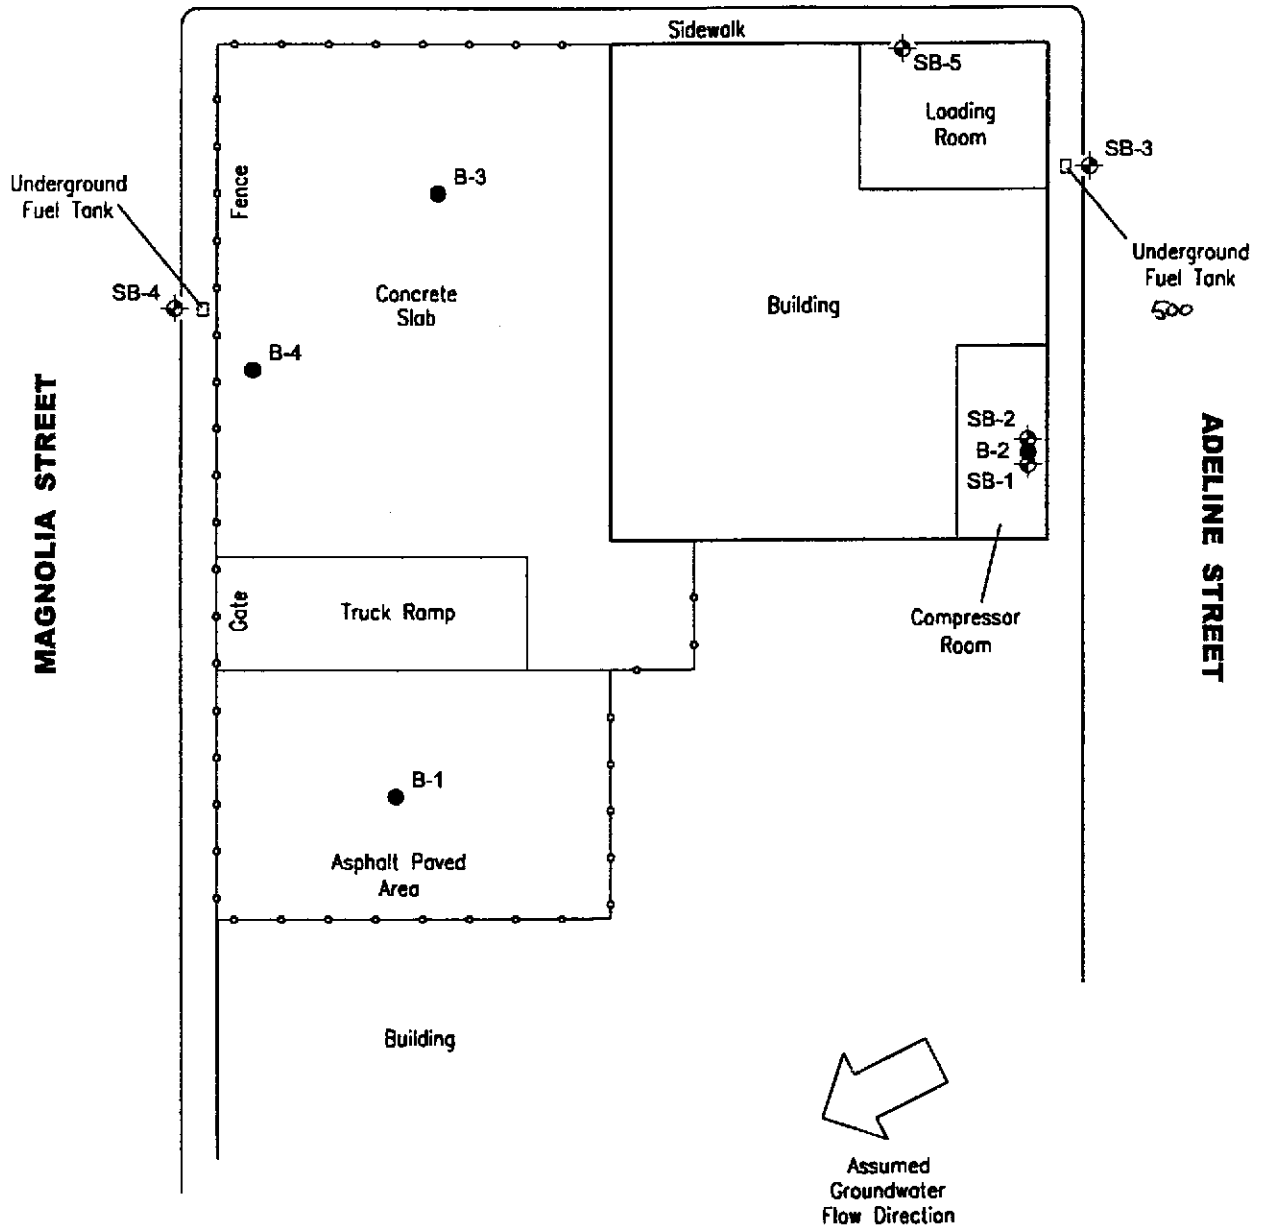 Sidewalk
SB-5
Loading
Room
SB-3
B-3
Underground
Fuel Tank
Fence
Underground
Fuel Tank
500
SB-4
Concrete
Slab
Building
B-4
MAGNOLIA STREET
ADELINE STREET
SB-2
B-2
SB-1
Gate
Truck Ramp
Compressor
Room
B-1
Asphalt Paved
Area
Building
Assumed
Groundwater
Flow Direction